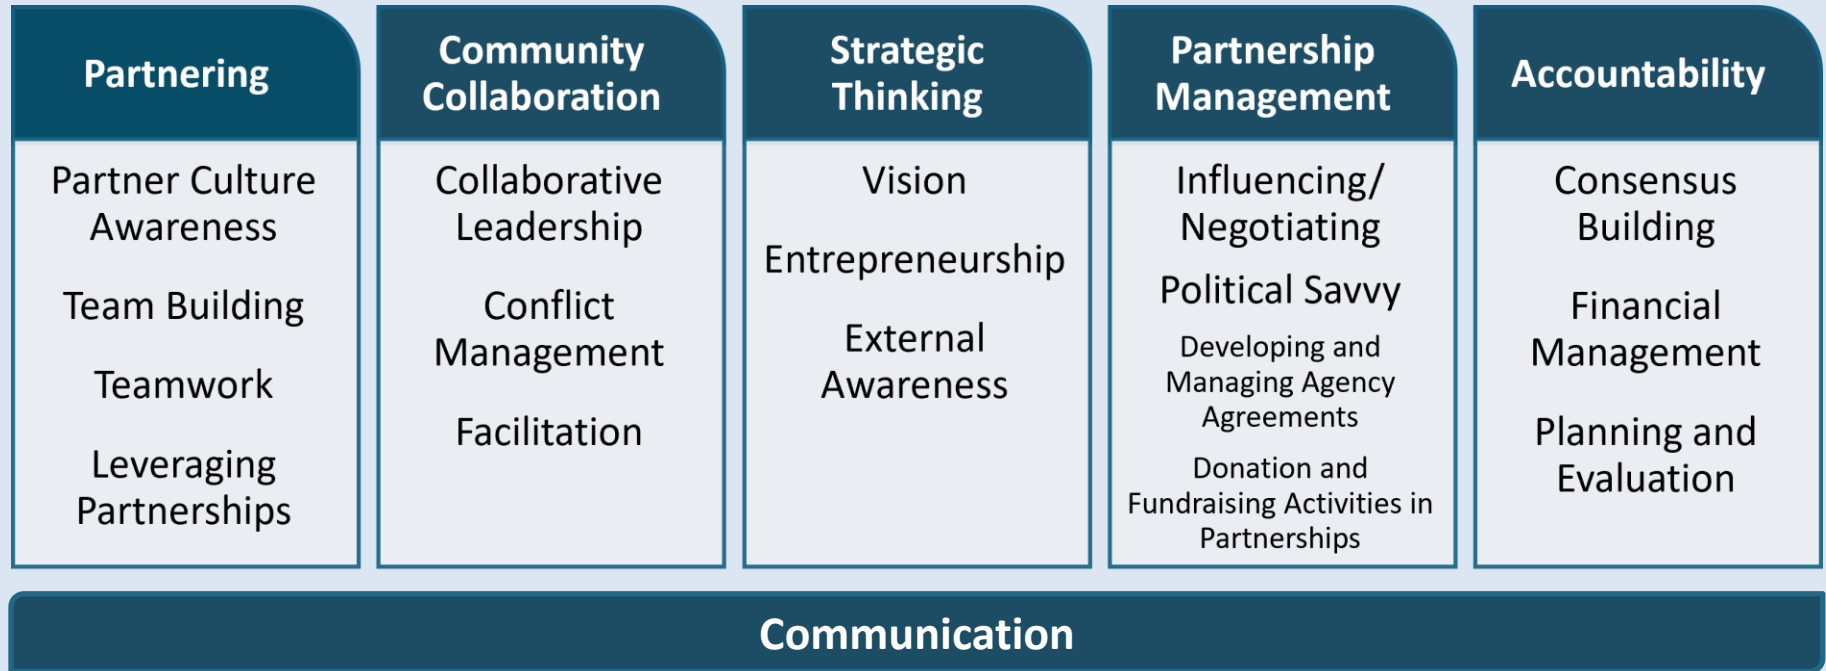 Partnering
Partner Culture
Awareness
Team Building
Teamwork
Leveraging
Partnerships
Community
Collaboration
Collaborative
Leadership
Conflict
Management
Facilitation
Strategic
Thinking
Vision
Entrepreneurship
External
Awareness
Partnership
Management
Influencing/
Negotiating
Political Savvy
Developing and
Managing Agency
Agreements
Donation and
Fundraising Activities in
Partnerships
Accountability
Consensus
Building
Financial
Management
Planning and
Evaluation
Communication